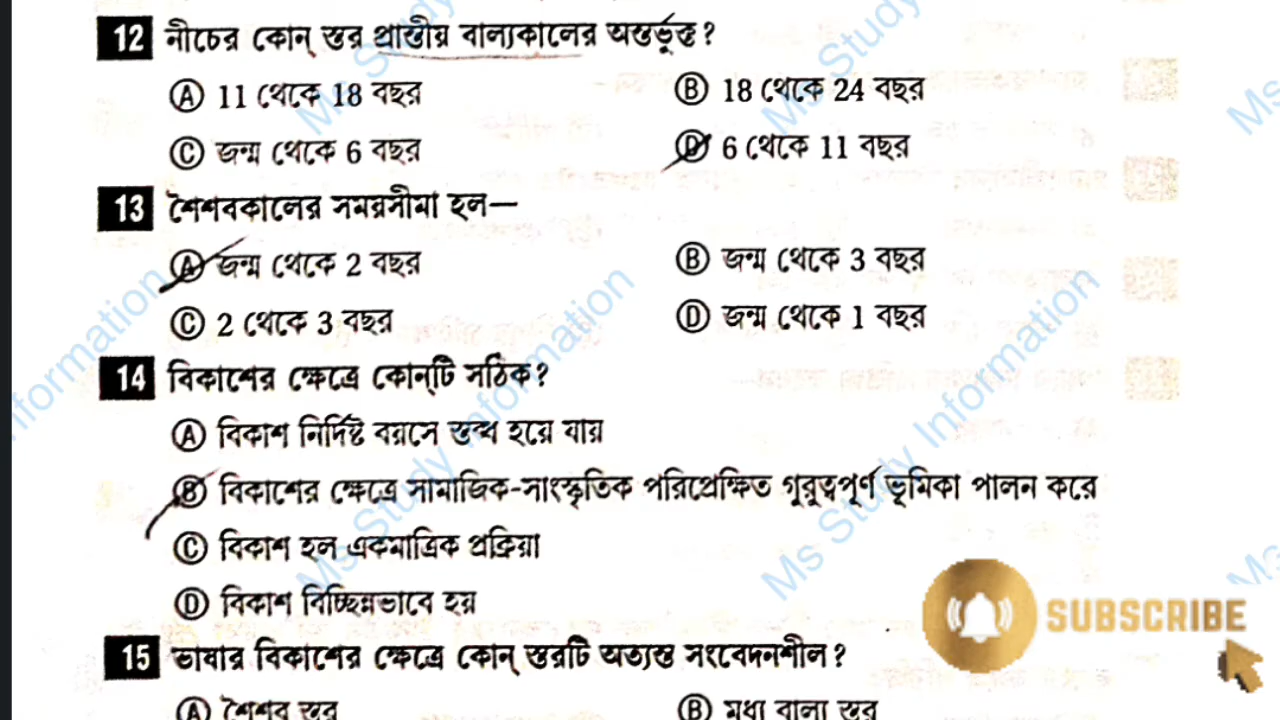 12 নীচের কোন্ স্তর প্রান্তীয় বাল্যকালের অন্তর্ভুক্ত?
Ⓐ 11 থেকে 18 বছর Ⓑ 18 থেকে 24 বছর
Ⓒ জন্ম থেকে 6 বছর Ⓓ 6 থেকে 11 বছর
13 শৈশবকালের সময়সীমা হল—
Ⓐ জন্ম থেকে 2 বছর Ⓑ জন্ম থেকে 3 বছর
Ⓒ 2 থেকে 3 বছর Ⓓ জন্ম থেকে 1 বছর
14 বিকাশের ক্ষেত্রে কোন্‌টি সঠিক?
Ⓐ বিকাশ নির্দিষ্ট বয়সে স্তব্ধ হয়ে যায়
Ⓑ বিকাশের ক্ষেত্রে সামাজিক-সাংস্কৃতিক পরিপ্রেক্ষিত গুরুত্বপূর্ণ ভূমিকা পালন করে
Ⓒ বিকাশ হল একমাত্রিক প্রক্রিয়া
Ⓓ বিকাশ বিচ্ছিন্নভাবে হয়
SUBSCRIBE
15 ভাষার বিকাশের ক্ষেত্রে কোন্ স্তরটি অত্যন্ত সংবেদনশীল?
Ⓐ শৈশব স্তর Ⓑ মধ্য বাল্য স্তর
Ms Study Information